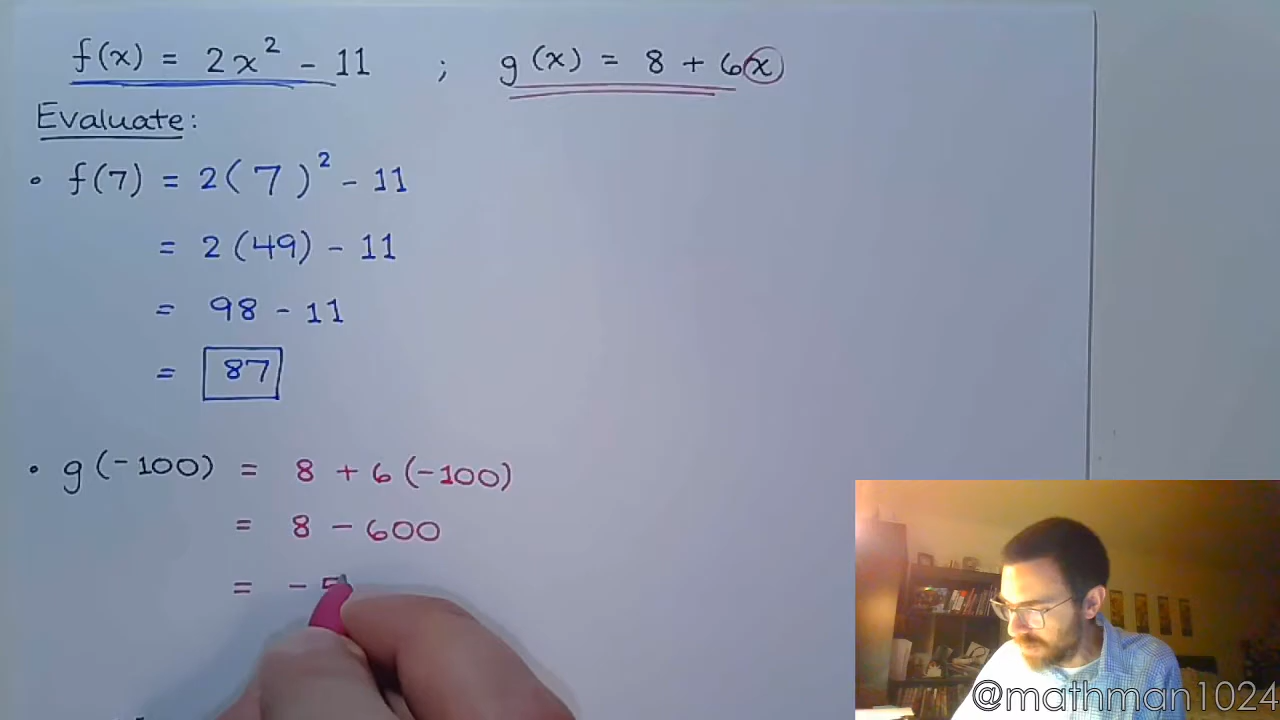 f(x) = 2x² - 11 ; g(x) = 8 + 6x
Evaluate:
• f(7) = 2(7)² - 11
= 2(49) - 11
= 98 - 11
= 87
• g(-100) = 8 + 6(-100)
= 8 - 600
= - 5
@mathman1024